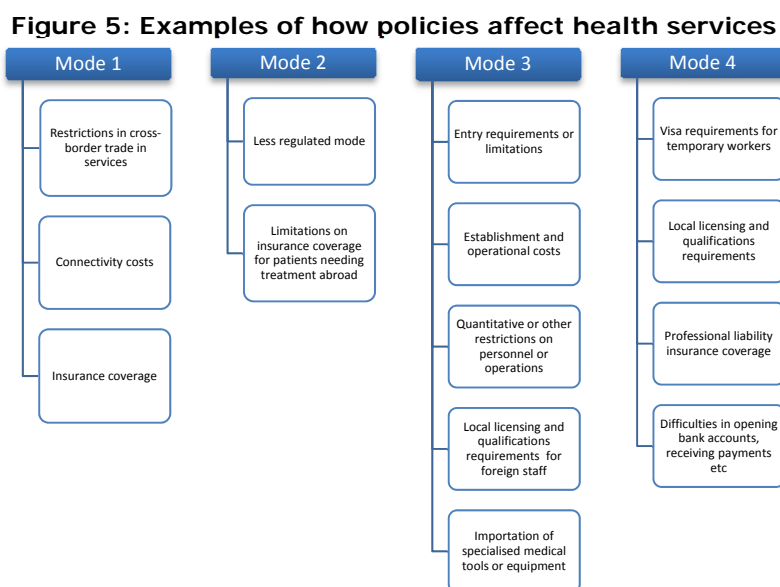 Figure 5: Examples of how policies affect health services
Mode 1
Restrictions in cross-
border trade in
services
Connectivity costs
Insurance coverage
Mode 2
Less regulated mode
Limitations on
insurance coverage
for patients needing
treatment abroad
Mode 3
Entry requirements or
limitations
Establishment and
operational costs
Quantitative or other
restrictions on
personnel or
operations
Local licensing and
qualifications
requirements for
foreign staff
Importation of
specialised medical
tools or equipment
Mode 4
Visa requirements for
temporary workers
Local licensing and
qualifications
requirements
Professional liability
insurance coverage
Difficulties in opening
bank accounts,
receiving payments
etc